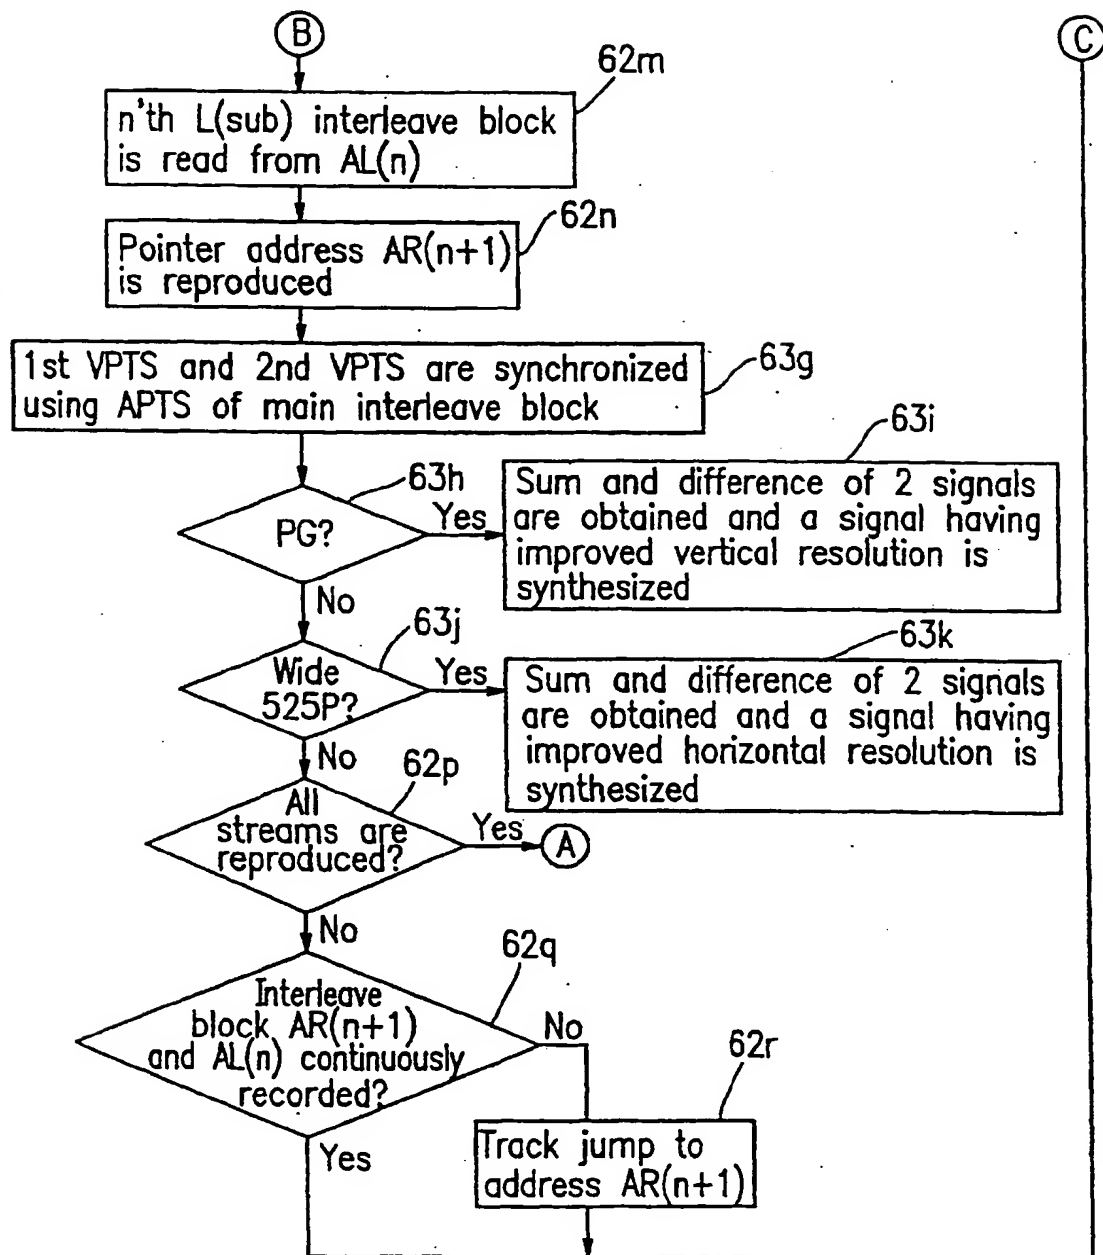 B
C
62m
n'th L(sub) interleave block
is read from AL(n)
62n
Pointer address AR(n+1)
is reproduced
63g
1st VPTS and 2nd VPTS are synchronized
using APTS of main interleave block
63h
PG?
Yes
No
63i
Sum and difference of 2 signals
are obtained and a signal having
improved vertical resolution is
synthesized
63j
Wide
525P?
Yes
No
63k
Sum and difference of 2 signals
are obtained and a signal having
improved horizontal resolution is
synthesized
62p
All
streams are
reproduced?
Yes
A
No
62q
Interleave
block AR(n+1)
and AL(n) continuously
recorded?
No
Yes
62r
Track jump to
address AR(n+1)